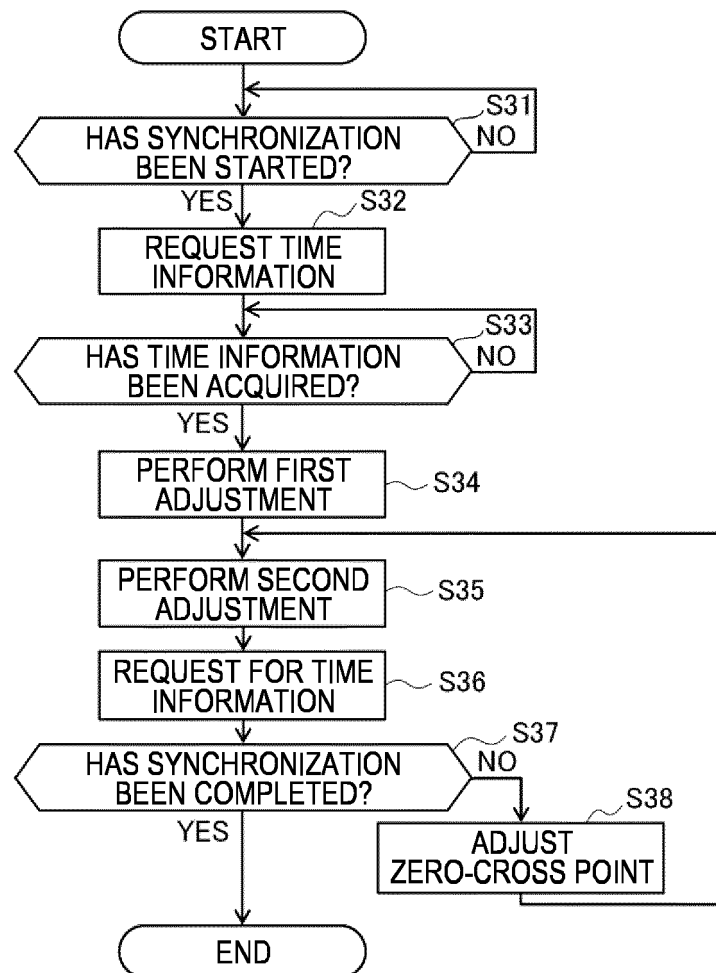 START
S31
HAS SYNCHRONIZATION
BEEN STARTED?
NO
YES
S32
REQUEST TIME
INFORMATION
S33
HAS TIME INFORMATION
BEEN ACQUIRED?
NO
YES
PERFORM FIRST
ADJUSTMENT
S34
PERFORM SECOND
ADJUSTMENT
S35
REQUEST FOR TIME
INFORMATION
S36
S37
HAS SYNCHRONIZATION
BEEN COMPLETED?
NO
YES
S38
ADJUST
ZERO-CROSS POINT
END